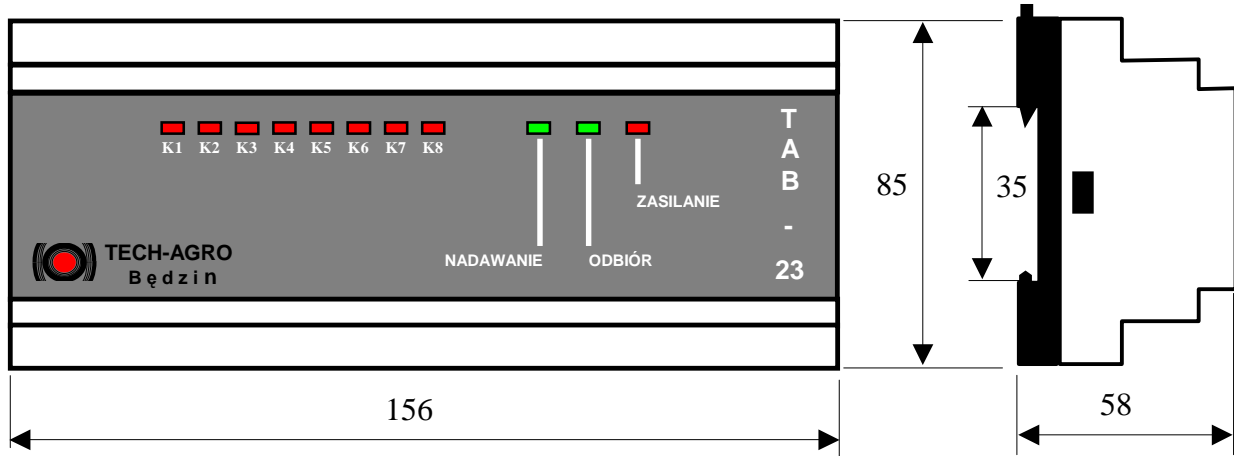 K1 K2 K3 K4 K5 K6 K7 K8
T
A
B
-
23
ZASILANIE
NADAWANIE ODBIÓR
TECH-AGRO
Będzin
85
35
156
58